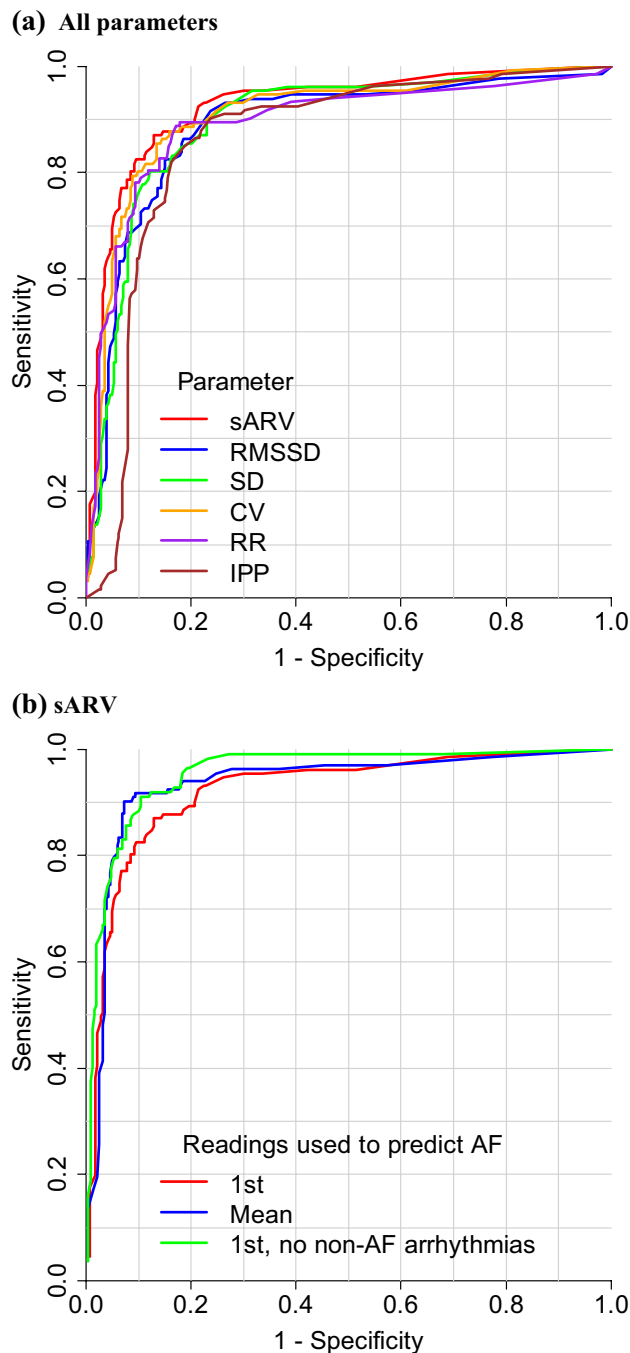 (a) All parameters
1.0
0.8
0.6
0.4
0.2
0.0
Sensitivity
Parameter
sARV
RMSSD
SD
CV
RR
IPP
0.0 0.2 0.4 0.6 0.8 1.0
1 - Specificity
(b) sARV
1.0
0.8
0.6
0.4
0.2
0.0
Sensitivity
Readings used to predict AF
1st
Mean
1st, no non-AF arrhythmias
0.0 0.2 0.4 0.6 0.8 1.0
1 - Specificity